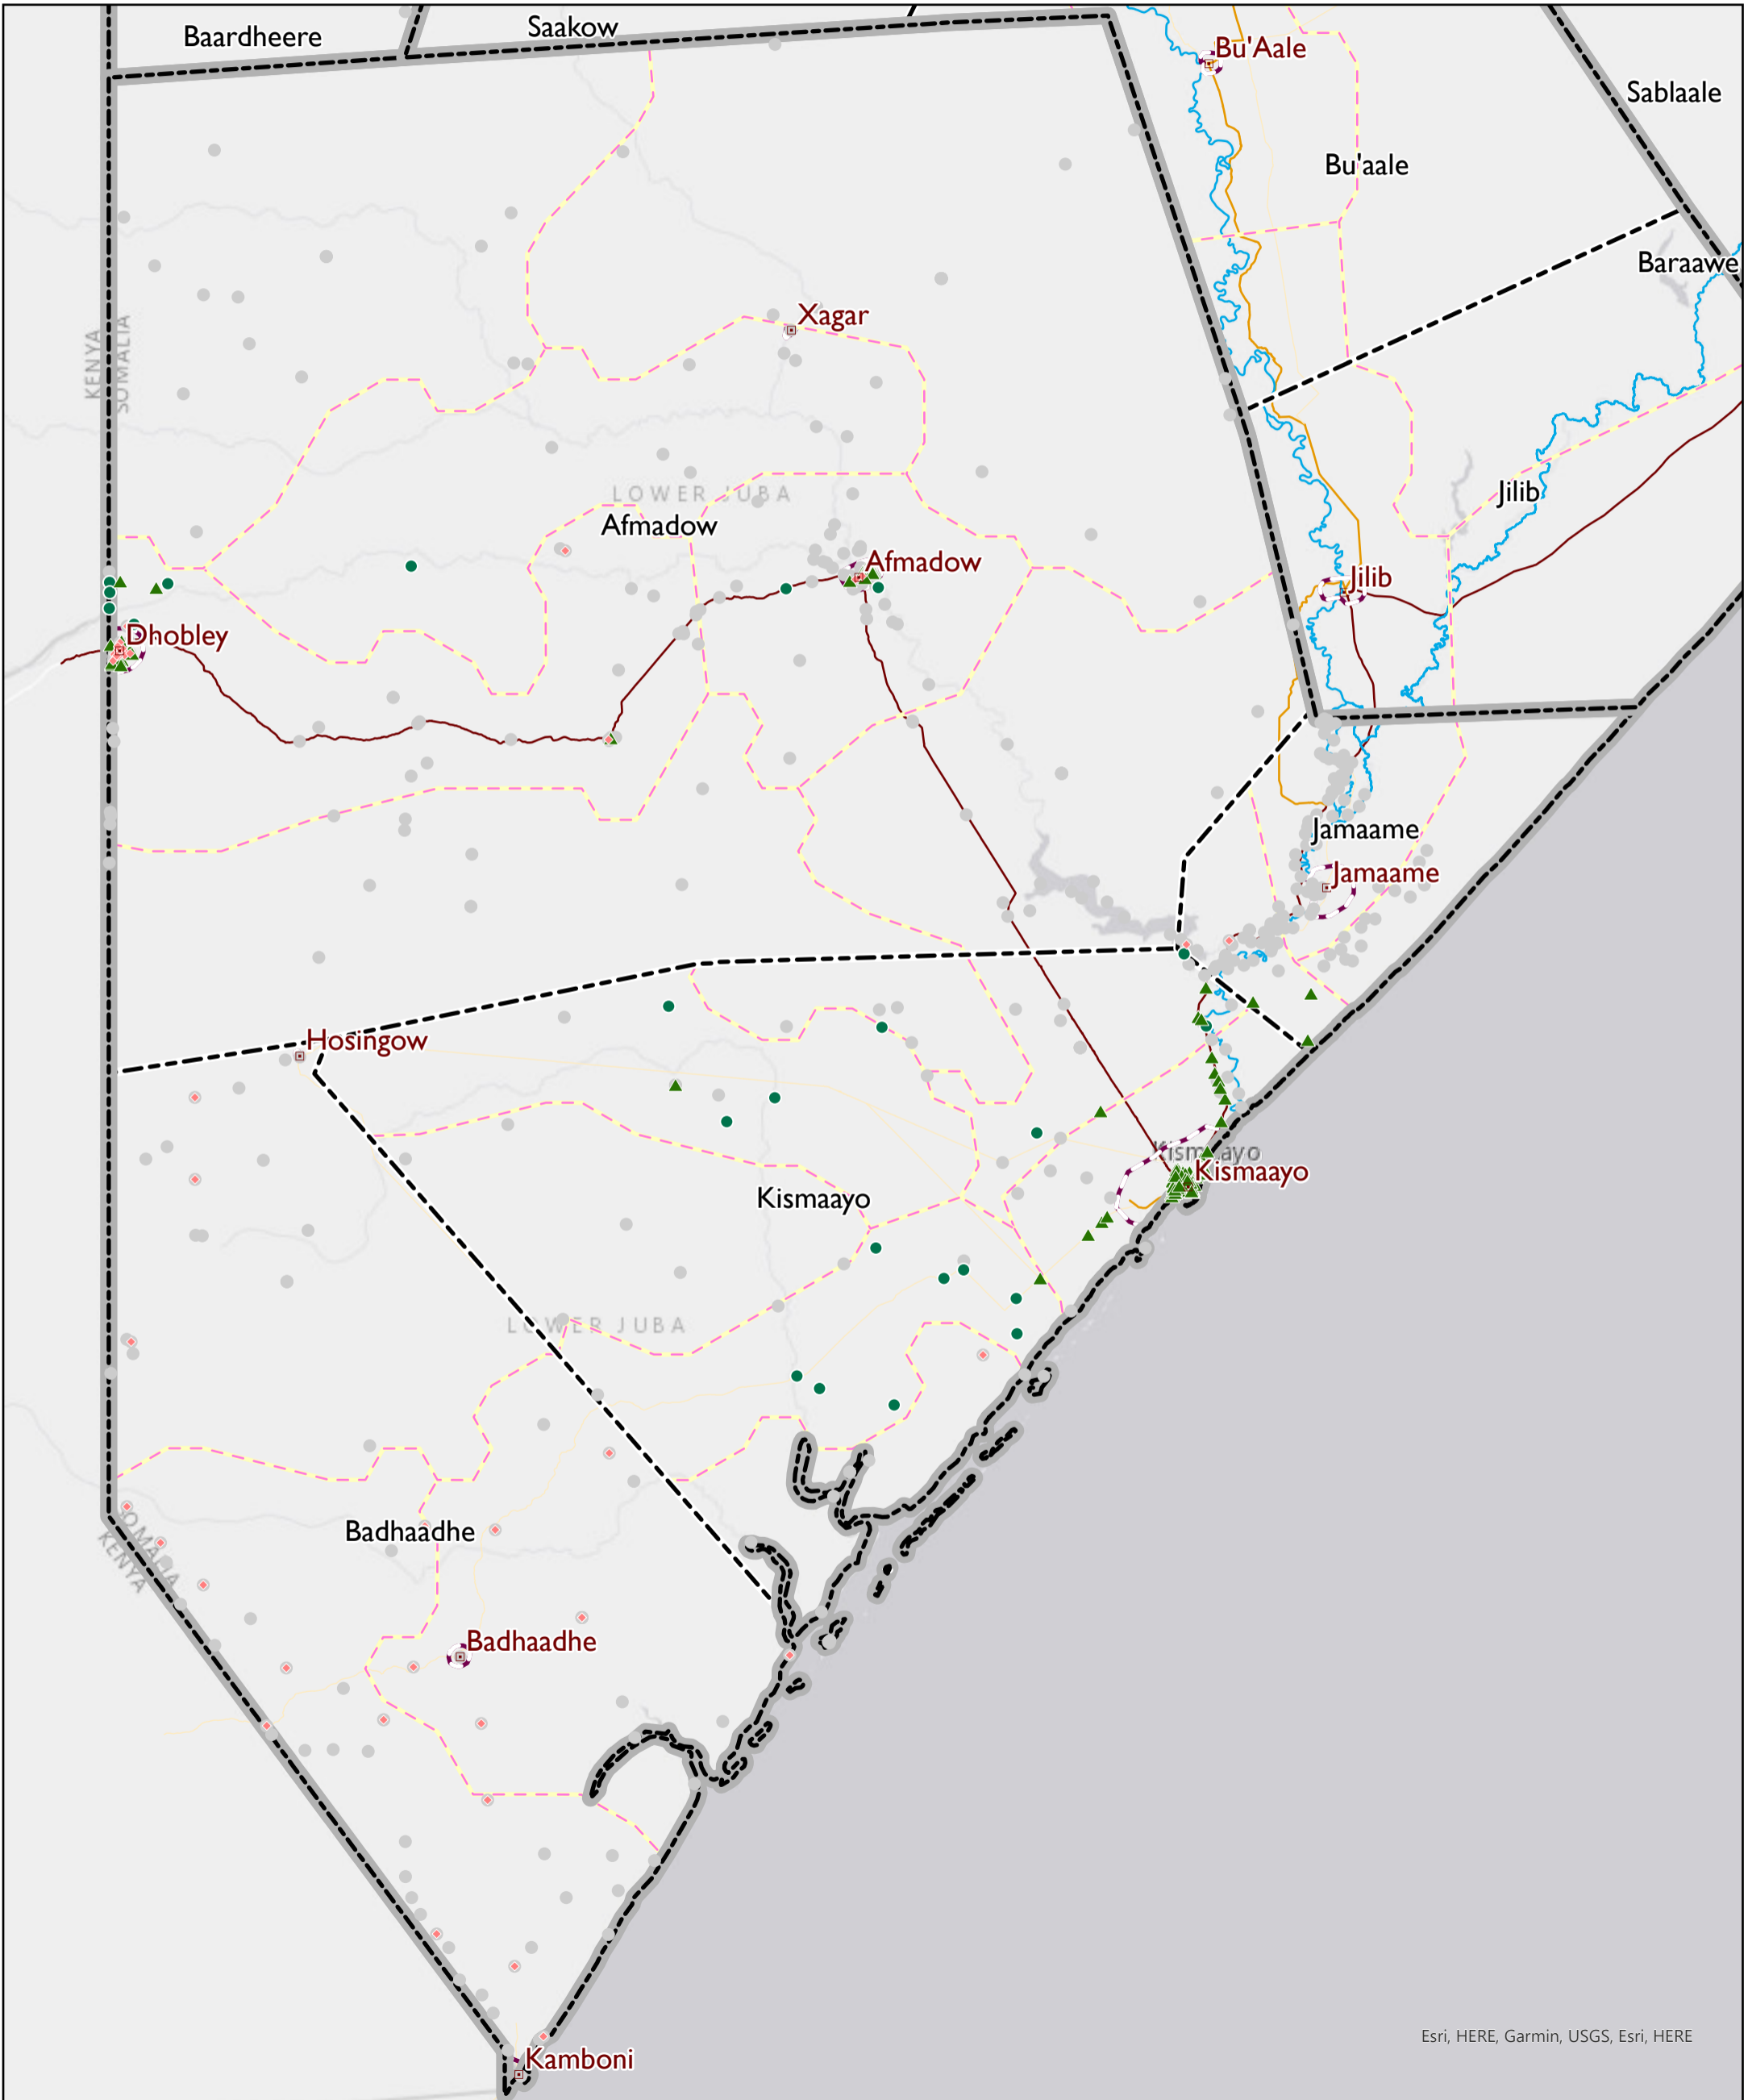 Baardheere
Saakow
Bu'Aale
Sablaale
Bu'aale
Baraawe
Xagar
KENYA
SOMALIA
LOWER JUBA
Jilib
Afmadow
Afmadow
Jilib
Dhobley
Jamaame
Jamaame
Hosingow
Kismaayo
Kismaayo
Kismaayo
LOWER JUBA
Badhaadhe
KENYA
Badhaadhe
Esri, HERE, Garmin, USGS, Esri, HERE
Kamboni